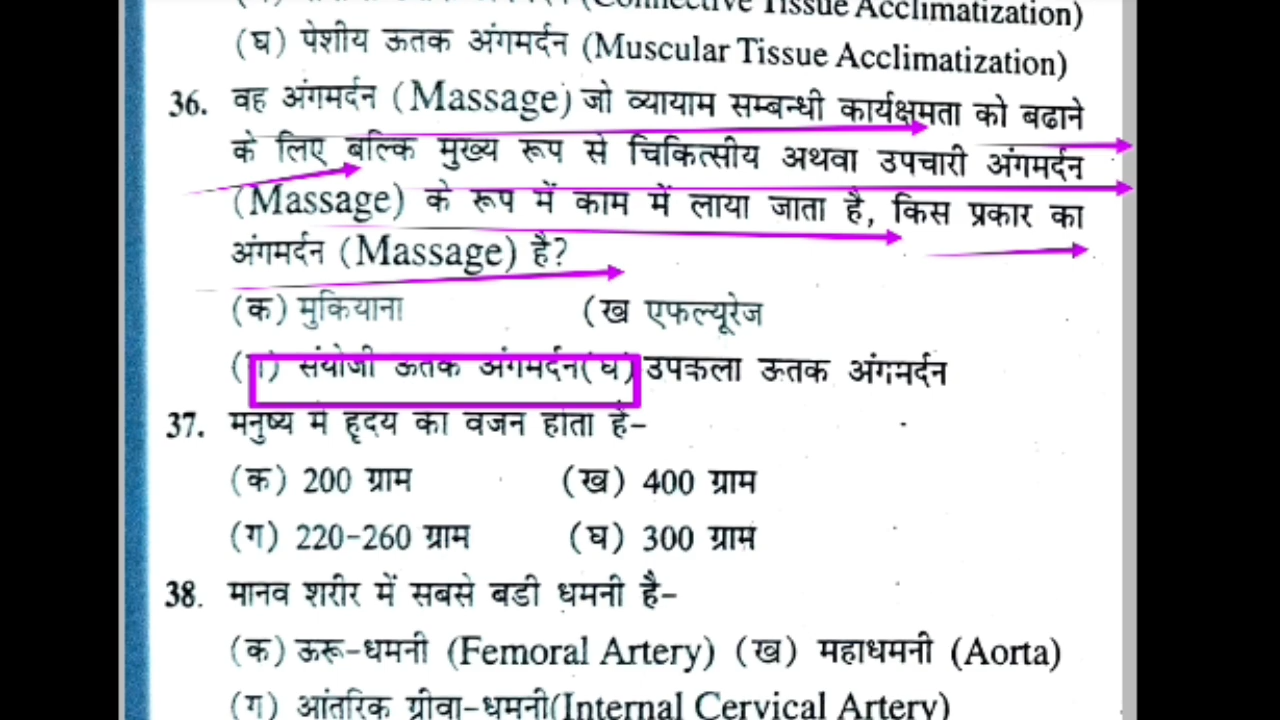 (Connective Tissue Acclimatization)
(घ) पेशीय ऊतक अंगमर्दन (Muscular Tissue Acclimatization)
36. वह अंगमर्दन (Massage) जो व्यायाम सम्बन्धी कार्यक्षमता को बढाने
के लिए बल्कि मुख्य रूप से चिकित्सीय अथवा उपचारी अंगमर्दन
(Massage) के रूप में काम में लाया जाता है, किस प्रकार का
अंगमर्दन (Massage) है?
(क) मुकियाना (ख एफल्यूरेज
(ग) संयोजी ऊतक अंगमर्दन (घ) उपकला ऊतक अंगमर्दन
37. मनुष्य में हृदय का वजन होता है-
(क) 200 ग्राम (ख) 400 ग्राम
(ग) 220-260 ग्राम (घ) 300 ग्राम
38. मानव शरीर में सबसे बडी धमनी है-
(क) ऊरू-धमनी (Femoral Artery) (ख) महाधमनी (Aorta)
(ग) आंतरिक ग्रीवा-धमनी(Internal Cervical Artery)